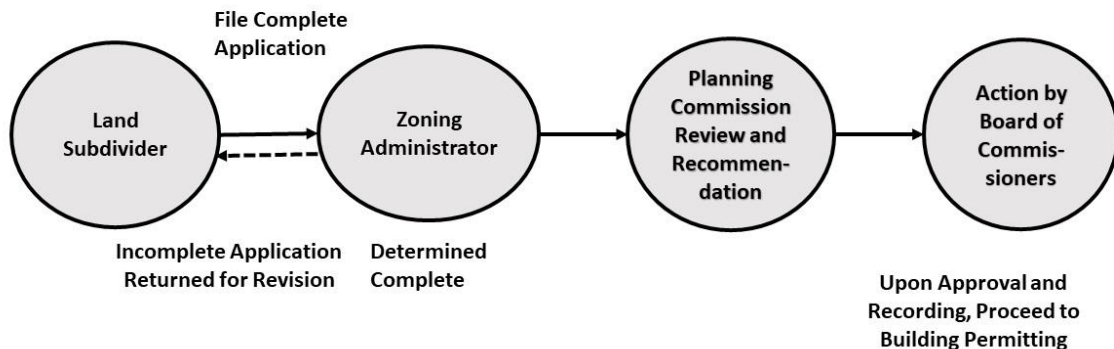 File Complete
Application
Land
Subdivider
Zoning
Administrator
Planning
Commission
Review and
Recommen-
dation
Action by
Board of
Commis-
sioners
Incomplete Application
Returned for Revision
Determined
Complete
Upon Approval and
Recording, Proceed to
Building Permitting